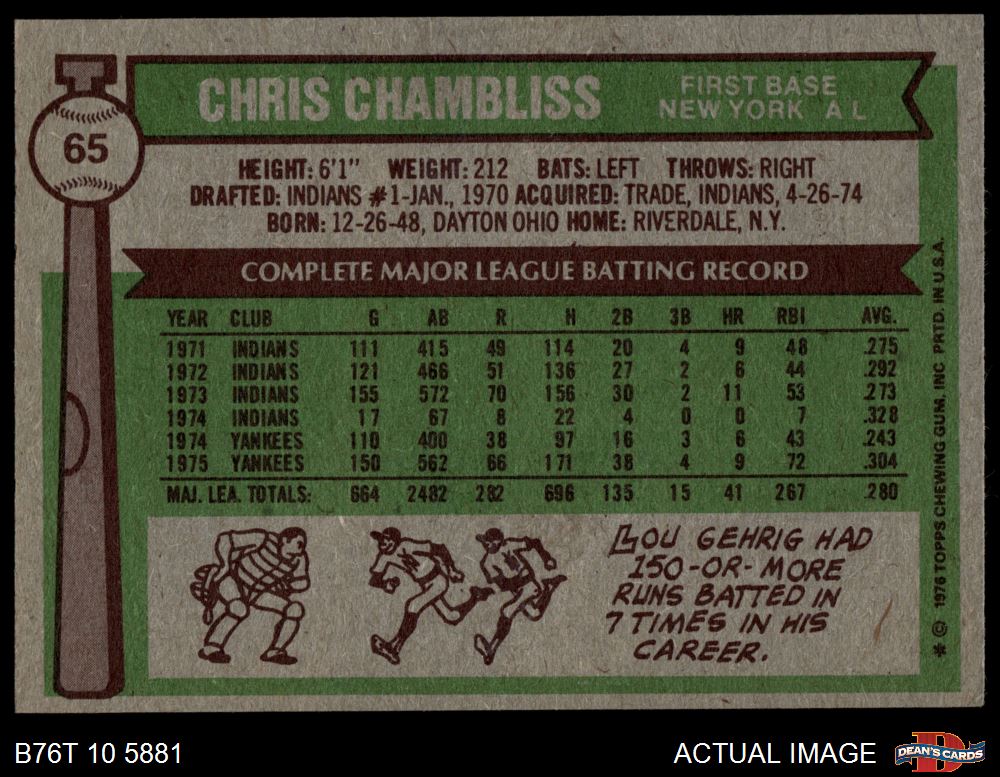 65
CHRIS CHAMBLISS
FIRST BASE
NEW YORK A L
HEIGHT: 6'1" WEIGHT: 212 BATS: LEFT THROWS: RIGHT
DRAFTED: INDIANS #1-JAN., 1970 ACQUIRED: TRADE, INDIANS, 4-26-74
BORN: 12-26-48, DAYTON OHIO HOME: RIVERDALE, N.Y.
COMPLETE MAJOR LEAGUE BATTING RECORD
YEAR CLUB G AB R H 2B 3B HR RBI AVG.
1971 INDIANS 111 415 49 114 20 4 9 48 .275
1972 INDIANS 121 466 51 136 27 2 6 44 .292
1973 INDIANS 155 572 70 156 30 2 11 53 .273
1974 INDIANS 17 67 8 22 4 0 0 7 .328
1974 YANKEES 110 400 38 97 16 3 6 43 .243
1975 YANKEES 150 562 66 171 38 4 9 72 .304
MAJ. LEA. TOTALS: 664 2482 282 696 135 15 41 267 .280
LOU GEHRIG HAD
150-OR-MORE
RUNS BATTED IN
7 TIMES IN HIS
CAREER.
* © 1976 TOPPS CHEWING GUM, INC PRTD. IN U.S.A.
B76T 10 5881
ACTUAL IMAGE
D
DEAN'S CARDS